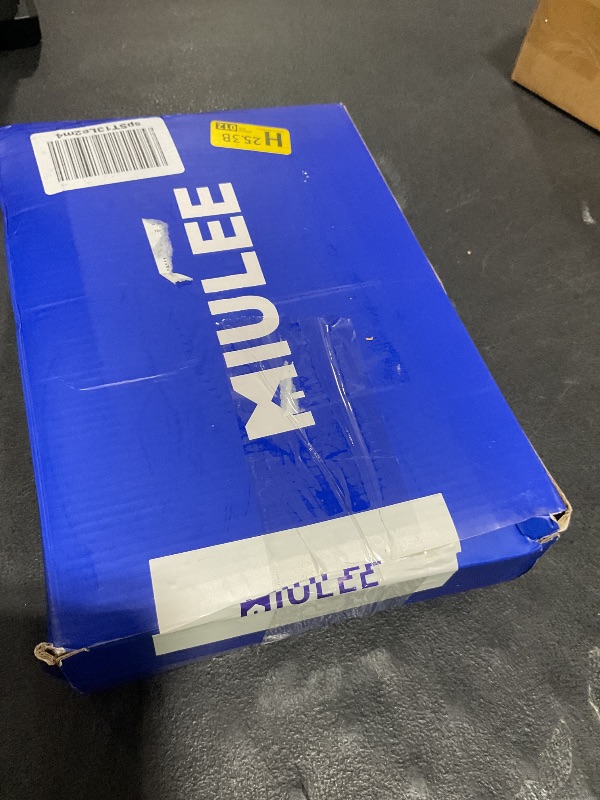 spST13Le2m4
H
25.3B
012
MIULEE
MIULEE